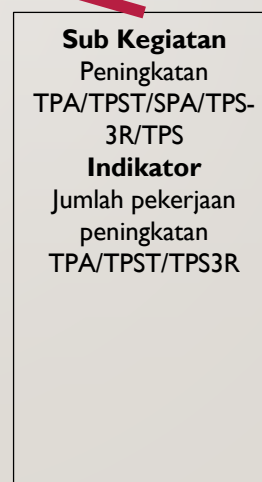 Sub Kegiatan
Peningkatan
TPA/TPST/SPA/TPS-
3R/TPS
Indikator
Jumlah pekerjaan
peningkatan
TPA/TPST/TPS3R